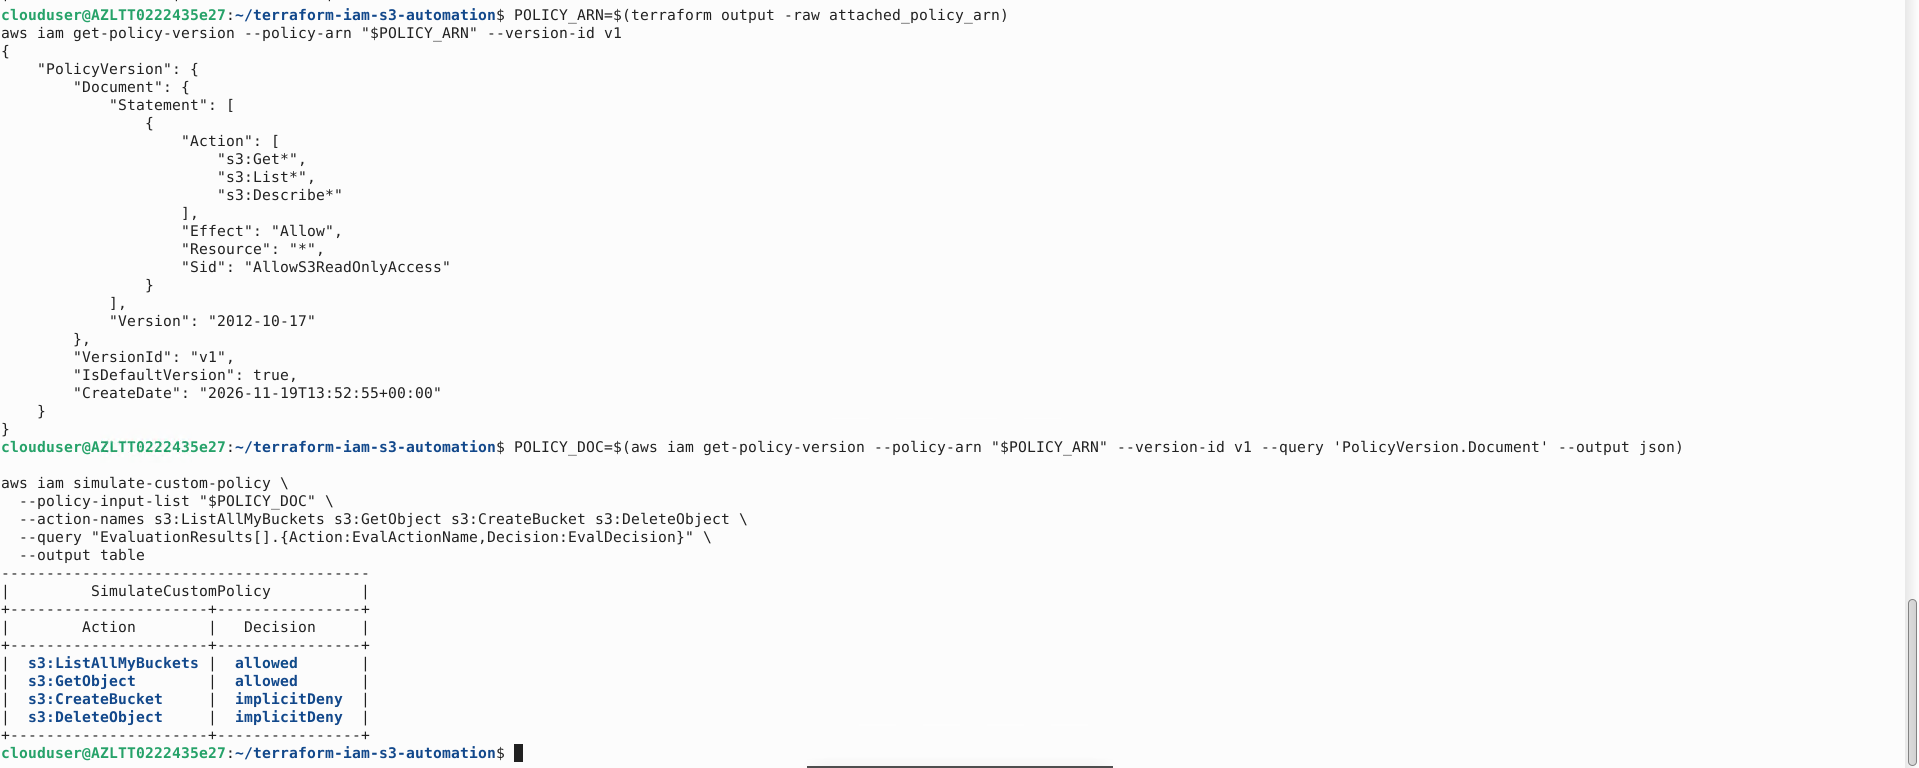 clouduser@AZLTT0222435e27:~/terraform-iam-s3-automation$ POLICY_ARN=$(terraform output -raw attached_policy_arn)
aws iam get-policy-version --policy-arn "$POLICY_ARN" --version-id v1
{
    "PolicyVersion": {
        "Document": {
            "Statement": [
                {
                    "Action": [
                        "s3:Get*",
                        "s3:List*",
                        "s3:Describe*"
                    ],
                    "Effect": "Allow",
                    "Resource": "*",
                    "Sid": "AllowS3ReadOnlyAccess"
                }
            ],
            "Version": "2012-10-17"
        },
        "VersionId": "v1",
        "IsDefaultVersion": true,
        "CreateDate": "2026-11-19T13:52:55+00:00"
    }
}
clouduser@AZLTT0222435e27:~/terraform-iam-s3-automation$ POLICY_DOC=$(aws iam get-policy-version --policy-arn "$POLICY_ARN" --version-id v1 --query 'PolicyVersion.Document' --output json)

aws iam simulate-custom-policy \
  --policy-input-list "$POLICY_DOC" \
  --action-names s3:ListAllMyBuckets s3:GetObject s3:CreateBucket s3:DeleteObject \
  --query "EvaluationResults[].{Action:EvalActionName,Decision:EvalDecision}" \
  --output table
-----------------------------------------
|         SimulateCustomPolicy          |
+----------------------+----------------+
|        Action        |   Decision     |
+----------------------+----------------+
|  s3:ListAllMyBuckets |  allowed       |
|  s3:GetObject        |  allowed       |
|  s3:CreateBucket     |  implicitDeny  |
|  s3:DeleteObject     |  implicitDeny  |
+----------------------+----------------+
clouduser@AZLTT0222435e27:~/terraform-iam-s3-automation$